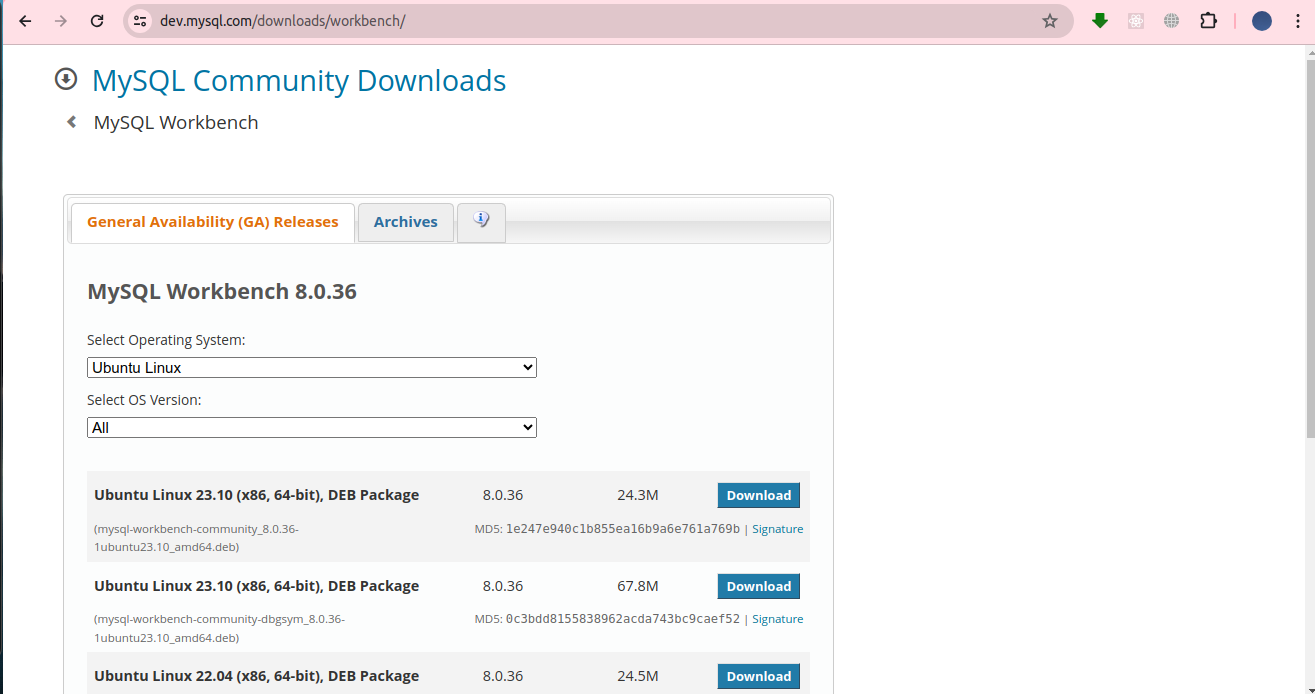 dev.mysql.com/downloads/workbench/
MySQL Community Downloads
MySQL Workbench
General Availability (GA) Releases Archives
MySQL Workbench 8.0.36
Select Operating System:
Ubuntu Linux
Select OS Version:
All
Ubuntu Linux 23.10 (x86, 64-bit), DEB Package 8.0.36 24.3M Download
(mysql-workbench-community_8.0.36- MD5: 1e247e940c1b855ea16b9a6e761a769b | Signature
1ubuntu23.10_amd64.deb)
Ubuntu Linux 23.10 (x86, 64-bit), DEB Package 8.0.36 67.8M Download
(mysql-workbench-community-dbgsym_8.0.36- MD5: 0c3bdd8155838962acda743bc9caef52 | Signature
1ubuntu23.10_amd64.deb)
Ubuntu Linux 22.04 (x86, 64-bit), DEB Package 8.0.36 24.5M Download